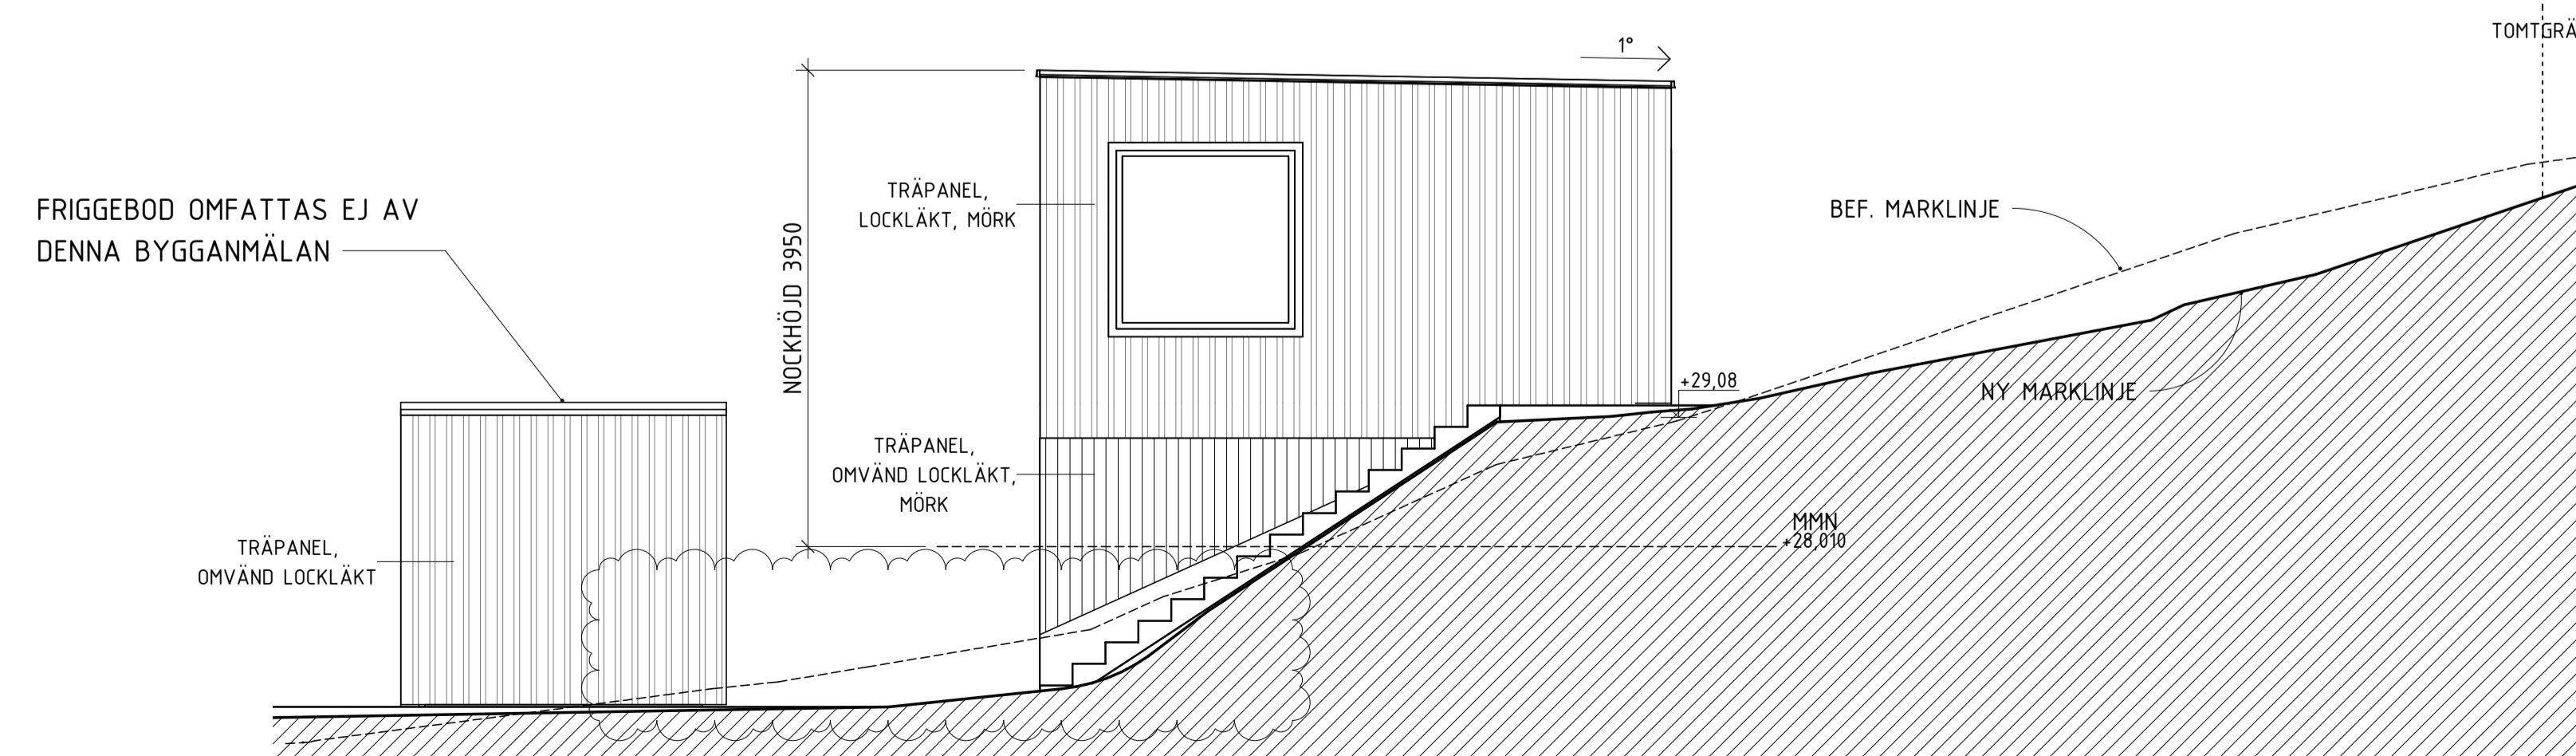 TOMTGRÄ
1°
FRIGGEBOD OMFATTAS EJ AV
DENNA BYGGANMÄLAN
TRÄPANEL,
LOCKLÄKT, MÖRK
NOCKHÖJD 3950
BEF. MARKLINJE
+29,08
NY MARKLINJE
TRÄPANEL,
OMVÄND LOCKLÄKT,
MÖRK
MMN
+28,010
TRÄPANEL,
OMVÄND LOCKLÄKT